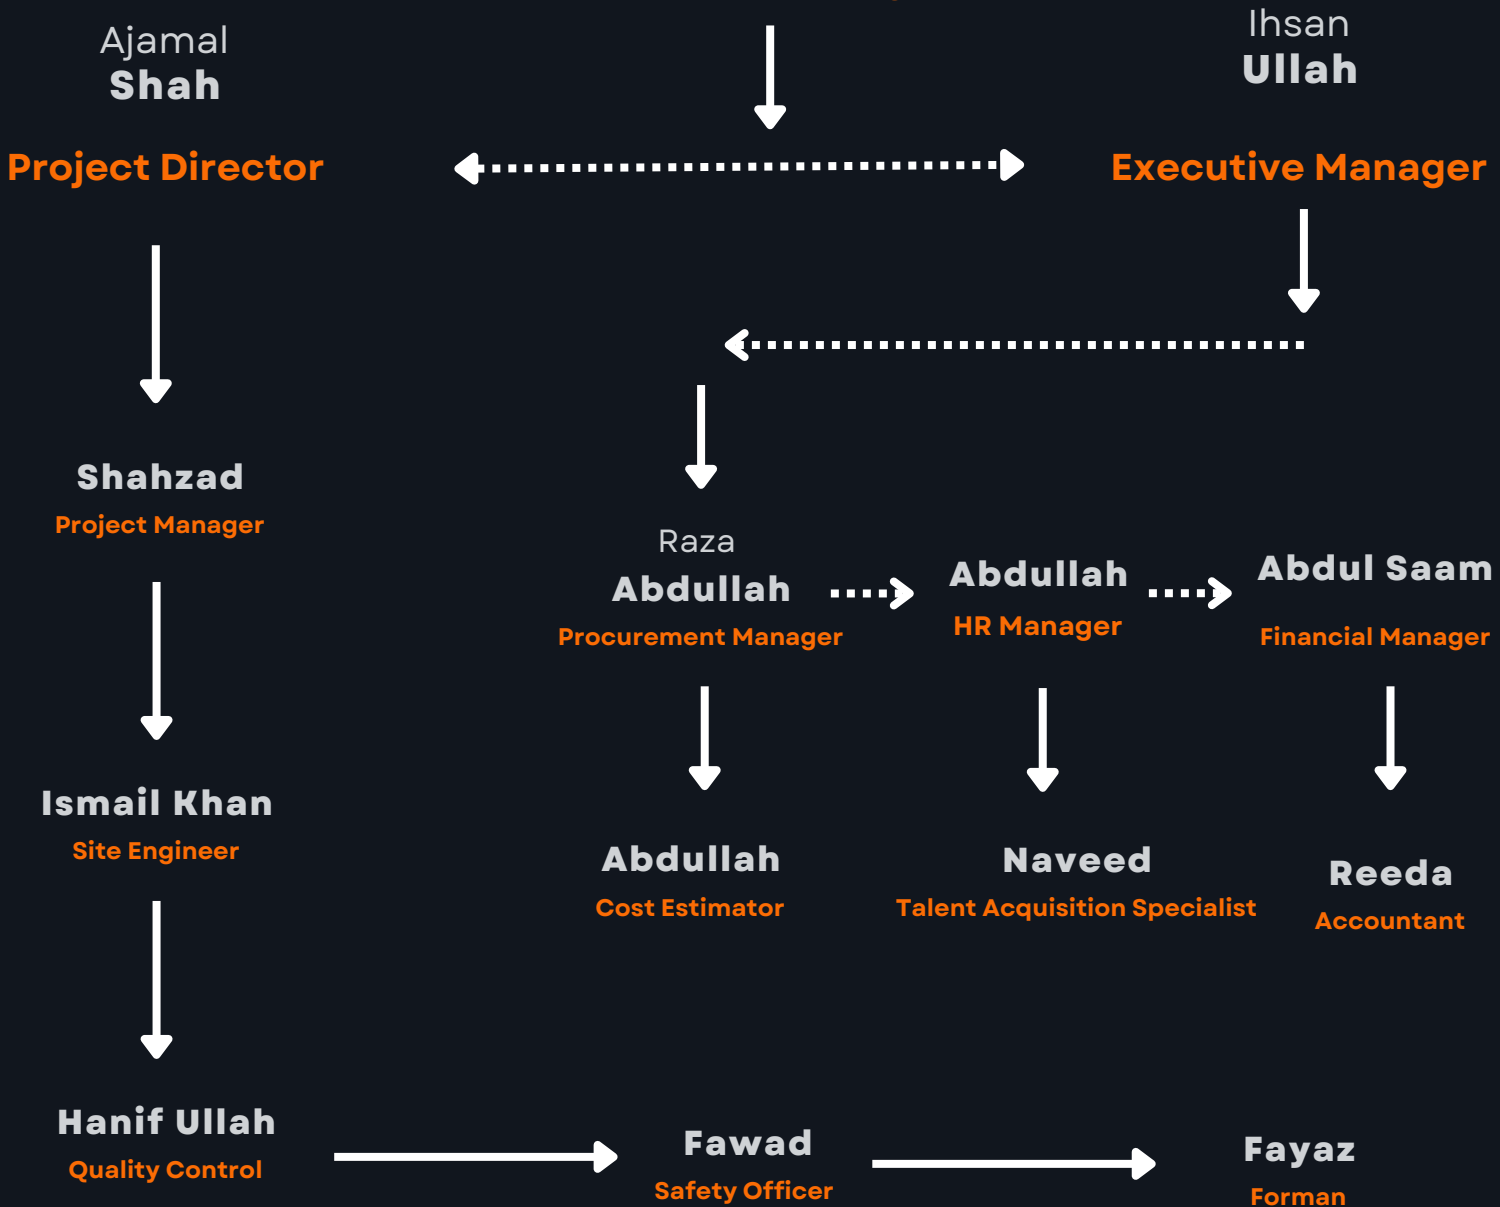 Ajamal
Shah
Project Director
Ihsan
Ullah
Executive Manager
Shahzad
Project Manager
Raza
Abdullah
Procurement Manager
Abdullah
HR Manager
Abdul Saam
Financial Manager
Ismail Khan
Site Engineer
Abdullah
Cost Estimator
Naveed
Talent Acquisition Specialist
Reeda
Accountant
Hanif Ullah
Quality Control
Fawad
Safety Officer
Fayaz
Forman